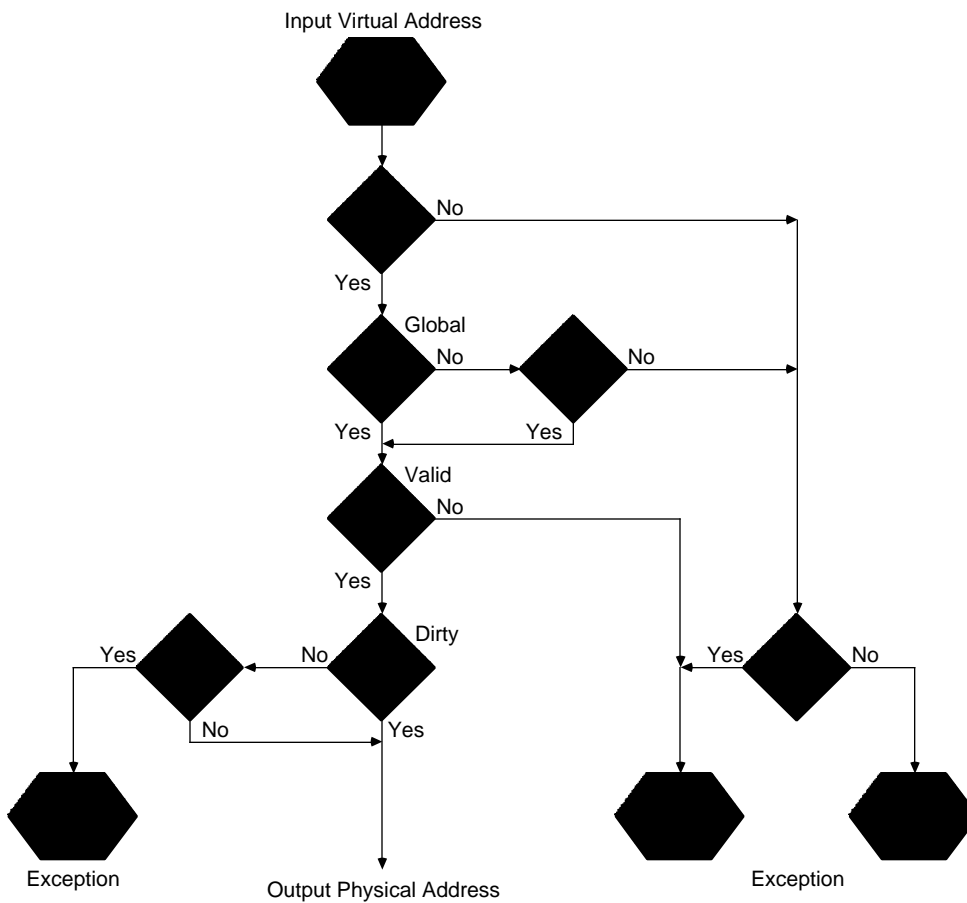 Input Virtual Address
No
Yes
Global
No
No
Yes
Yes
Valid
No
Yes
Dirty
Yes
No
Yes
No
No
Yes
Exception
Output Physical Address
Exception